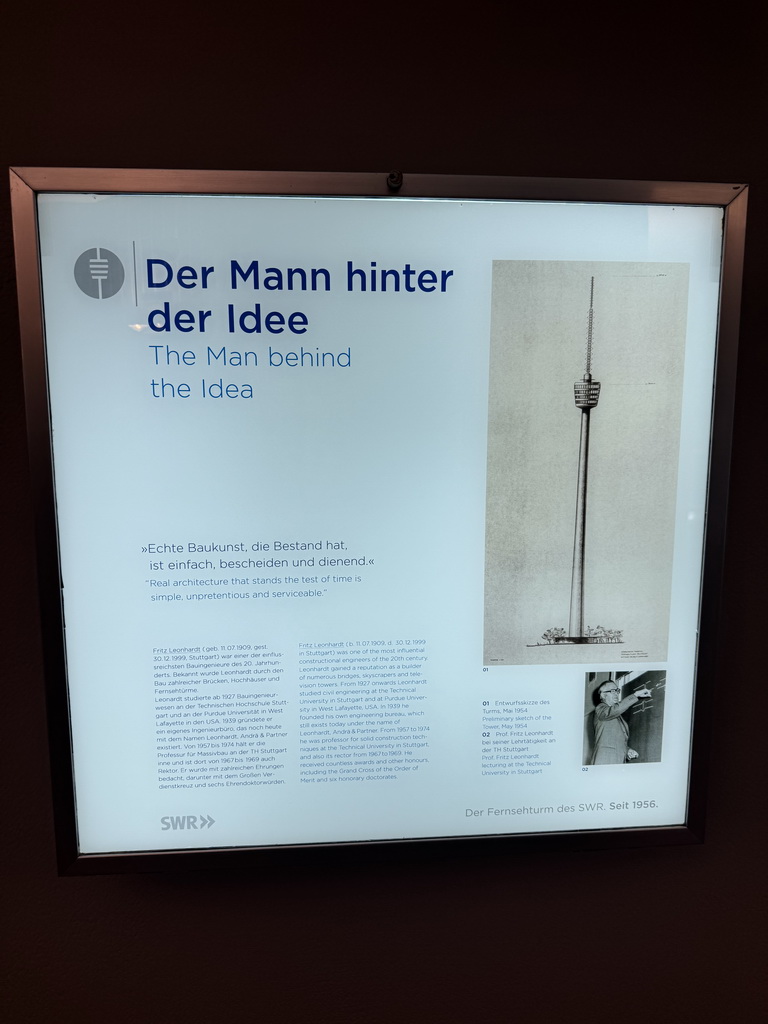 Der Mann hinter
der Idee
The Man behind
the Idea
»Echte Baukunst, die Bestand hat,
ist einfach, bescheiden und dienend.«
“Real architecture that stands the test of time is
simple, unpretentious and serviceable.”
Fritz Leonhardt ( geb. 11. 07. 1909, gest.
30. 12. 1999, Stuttgart) war einer der einflus-
sreichsten Bauingenieure des 20. Jahrhun-
derts. Bekannt wurde Leonhardt durch den
Bau zahlreicher Brücken, Hochhäuser und
Fernsehtürme.
Leonardt studierte ab 1927 Bauingenieur-
wesen an der Technischen Hochschule Stutt-
gart und an der Purdue Universität in West
Lafayette in den USA. 1939 gründete er
ein eigenes Ingenieurbüro, das noch heute
mit dem Namen Leonhardt, Andrä & Partner
existiert. Von 1957 bis 1974 hält er die
Professur für Massivbau an der TH Stuttgart
inne und ist dort von 1967 bis 1969 auch
Rektor. Er wurde mit zahlreichen Ehrungen
bedacht, darunter mit dem Großen Ver-
dienstkreuz und sechs Ehrendoktorwürden.
Fritz Leonhardt ( b. 11. 07. 1909, d. 30. 12. 1999
in Stuttgart) was one of the most influential
constructional engineers of the 20th century.
Leonhardt gained a reputation as a builder
of numerous bridges, skyscrapers and tele-
vision towers. From 1927 onwards Leonhardt
studied civil engineering at the Technical
University in Stuttgart and at Purdue Univer-
sity in West Lafayette, USA. In 1939 he
founded his own engineering bureau, which
still exists today under the name of
Leonhardt, Andrä & Partner. From 1957 to 1974
he was professor for solid construction tech-
niques at the Technical University in Stuttgart,
and also its rector from 1967 to 1969. He
received countless awards and other honours,
including the Grand Cross of the Order of
Merit and six honorary doctorates.
01
01 Entwurfsskizze des
Turms, Mai 1954.
Preliminary sketch of the
Tower, May 1954.
02 Prof. Fritz Leonhardt
bei seiner Lehrtätigkeit an
der TH Stuttgart
Prof. Fritz Leonhardt
lecturing at the Technical
University in Stuttgart
02
SWR»
Der Fernsehturm des SWR. Seit 1956.